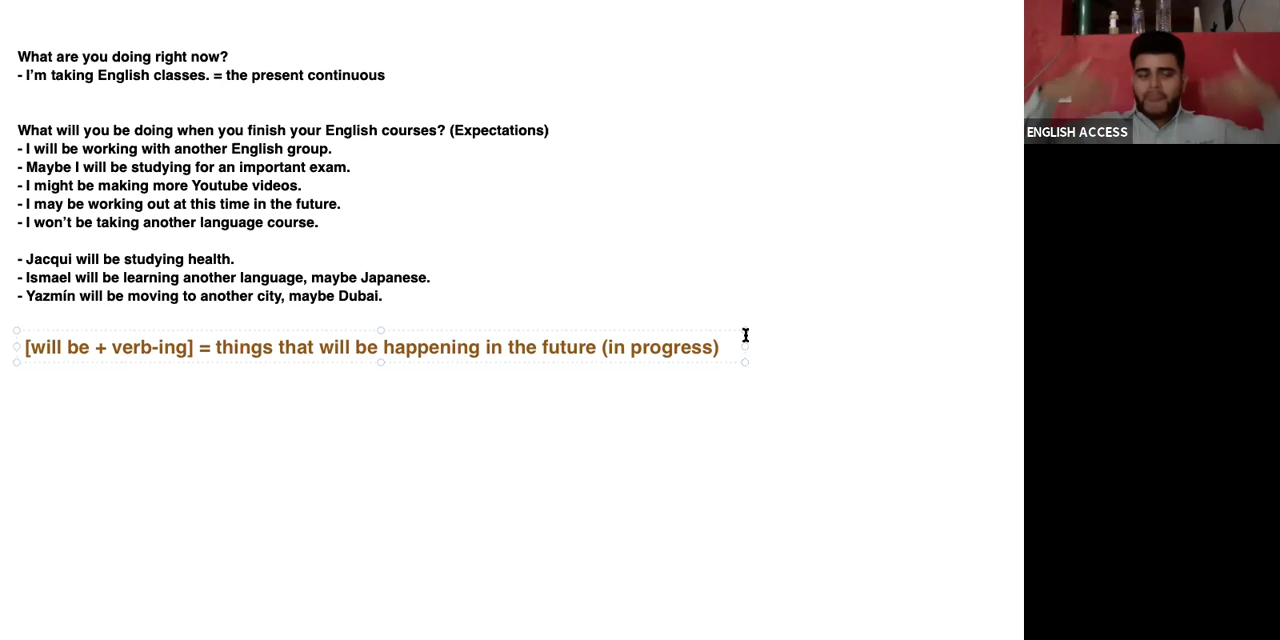 What are you doing right now?
- I'm taking English classes. = the present continuous
What will you be doing when you finish your English courses? (Expectations)
- I will be working with another English group.
- Maybe I will be studying for an important exam.
- I might be making more Youtube videos.
- I may be working out at this time in the future.
- I won't be taking another language course.
- Jacqui will be studying health.
- Ismael will be learning another language, maybe Japanese.
- Yazmín will be moving to another city, maybe Dubai.
[will be + verb-ing] = things that will be happening in the future (in progress)
ENGLISH ACCESS